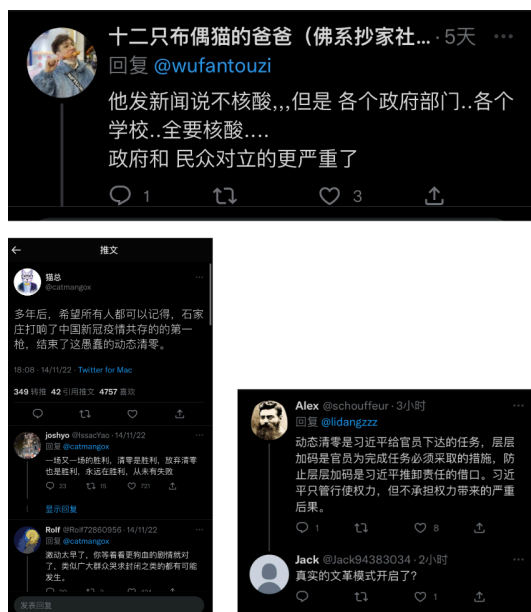 十二只布偶猫的爸爸（佛系抄家社... · 5天
回复 @wufantouzi
他发新闻说不核酸,,,但是 各个政府部门..各个
学校..全要核酸....
政府和 民众对立的更严重了
1 3
推文
猫总
@catmangox
多年后，希望所有人都可以记得，石家
庄打响了中国新冠疫情共存的的第一
枪，结束了这愚蠢的动态清零。
18:08 · 14/11/22 · Twitter for Mac
349 转推 42 引用推文 4757 喜欢
joshyo @IssacYao · 14/11/22
回复 @catmangox
一场又一场的胜利，清零是胜利，放弃清零
也是胜利，永远在胜利，从未有失败
23 15 721
显示回复
Rolf @Rolf72860956 · 14/11/22
回复 @catmangox
激动太早了，你等着看更狗血的剧情就对
了，类似广大群众哭求封闭之类的都有可能
发生。
发表回复
Alex @schouffeur · 3小时
回复 @lidangzzz
动态清零是习近平给官员下达的任务，层层
加码是官员为完成任务必须采取的措施，防
止层层加码是习近平推卸责任的借口。习近
平只管行使权力，但不承担权力带来的严重
后果。
1 8
Jack @Jack94383034 · 2小时
真实的文革模式开启了？